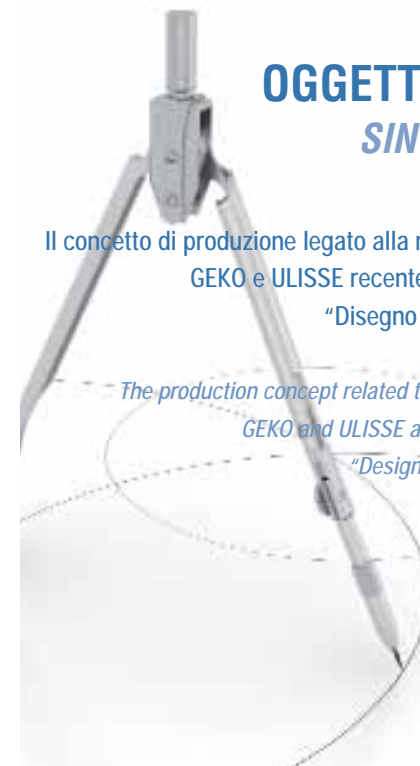 OGGETT
SIN
Il concetto di produzione legato alla
GEKO e ULISSE recente
“Disegno
The production concept related t
GEKO and ULISSE a
“Design